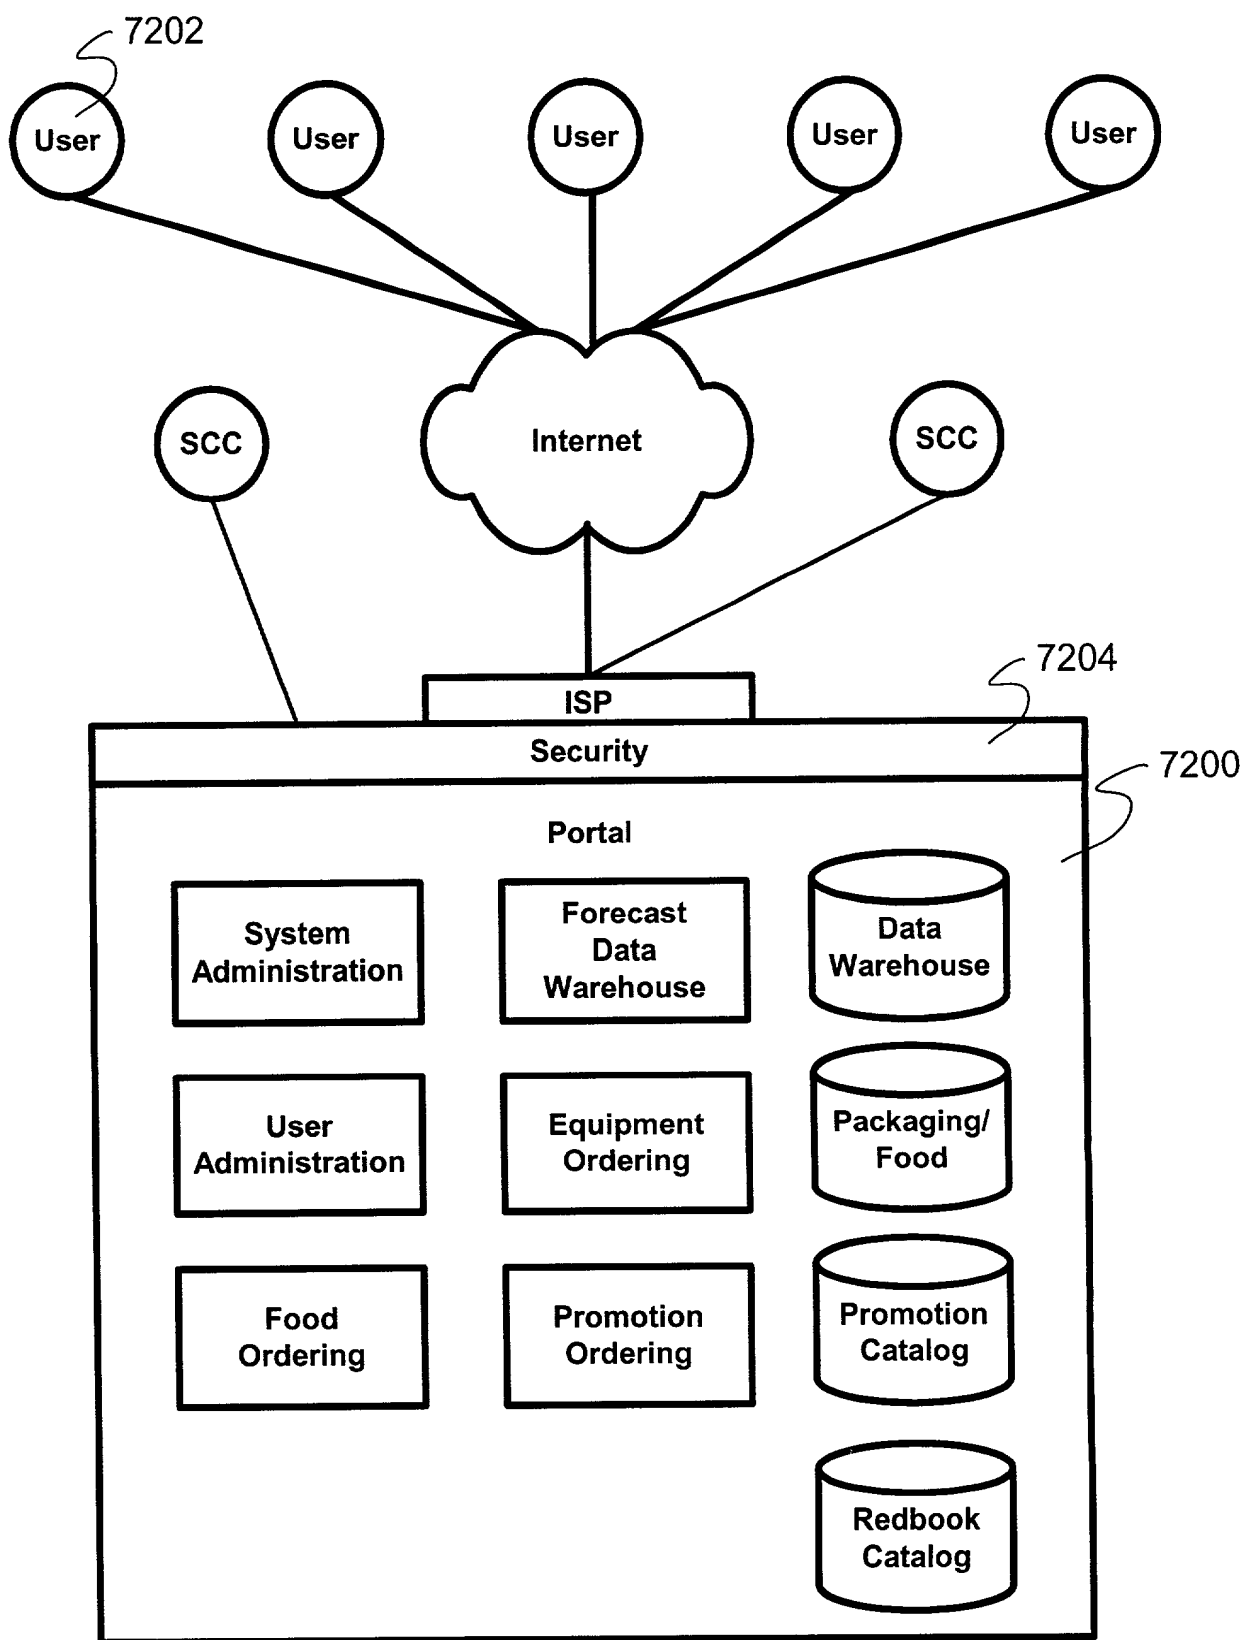 7202
User
User
User
User
User
SCC
Internet
SCC
7204
ISP
Security
7200
Portal
System
Administration
Forecast
Data
Warehouse
Data
Warehouse
User
Administration
Equipment
Ordering
Packaging/
Food
Food
Ordering
Promotion
Ordering
Promotion
Catalog
Redbook
Catalog